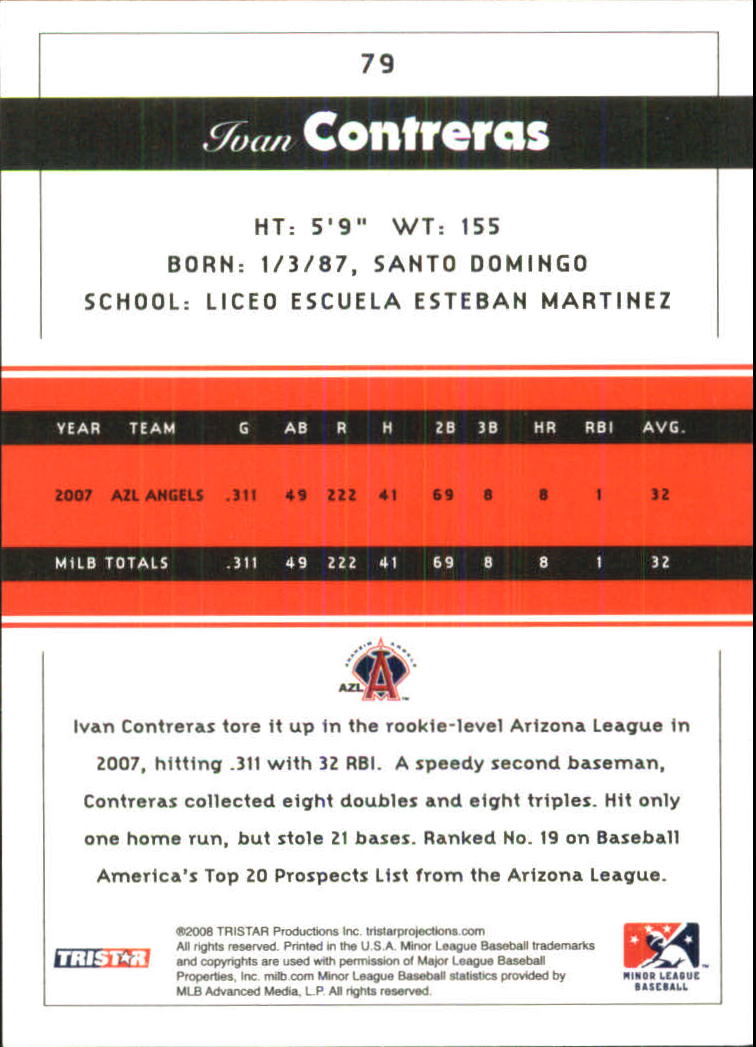 79
Ivan Contreras
HT: 5'9" WT: 155
BORN: 1/3/87, SANTO DOMINGO
SCHOOL: LICEO ESCUELA ESTEBAN MARTINEZ
YEAR TEAM G AB R H 2B 3B HR RBI AVG.
2007 AZL ANGELS .311 49 222 41 69 8 8 1 32
MiLB TOTALS .311 49 222 41 69 8 8 1 32
ANAHEIM ANGELS
AZL A
Ivan Contreras tore it up in the rookie-level Arizona League in
2007, hitting .311 with 32 RBI. A speedy second baseman,
Contreras collected eight doubles and eight triples. Hit only
one home run, but stole 21 bases. Ranked No. 19 on Baseball
America's Top 20 Prospects List from the Arizona League.
®2008 TRISTAR Productions Inc. tristarprojections.com
All rights reserved. Printed in the U.S.A. Minor League Baseball trademarks
and copyrights are used with permission of Major League Baseball
Properties, Inc. milb.com Minor League Baseball statistics provided by
MLB Advanced Media, L.P. All rights reserved.
TRISTAR
MINOR LEAGUE
BASEBALL